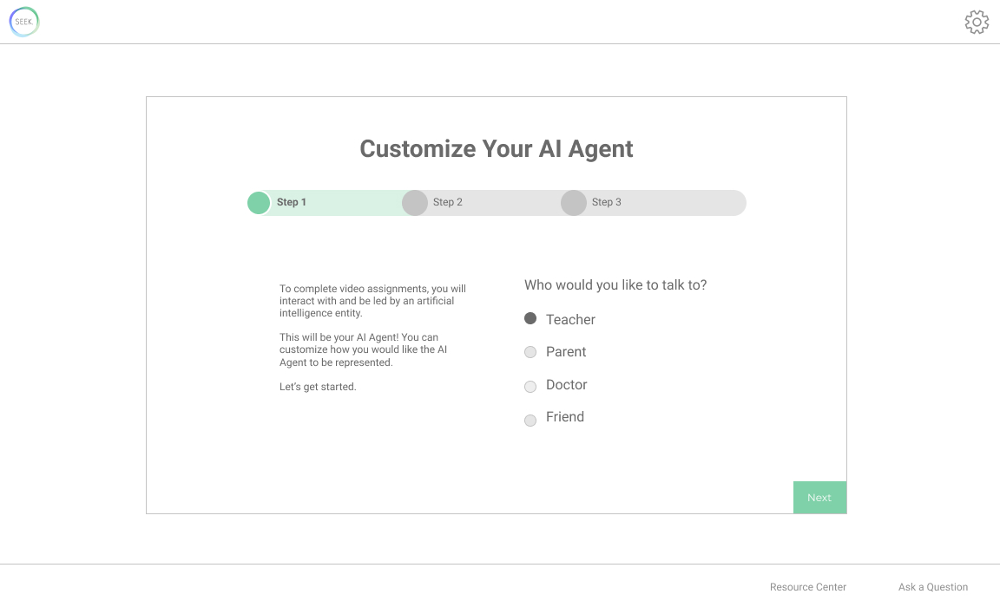 SEEK.
Customize Your AI Agent
Step 1
Step 2
Step 3
To complete video assignments, you will
interact with and be led by an artificial
intelligence entity.
This will be your AI Agent! You can
customize how you would like the AI
Agent to be represented.
Let's get started.
Who would you like to talk to?
Teacher
Parent
Doctor
Friend
Next
Resource Center
Ask a Question